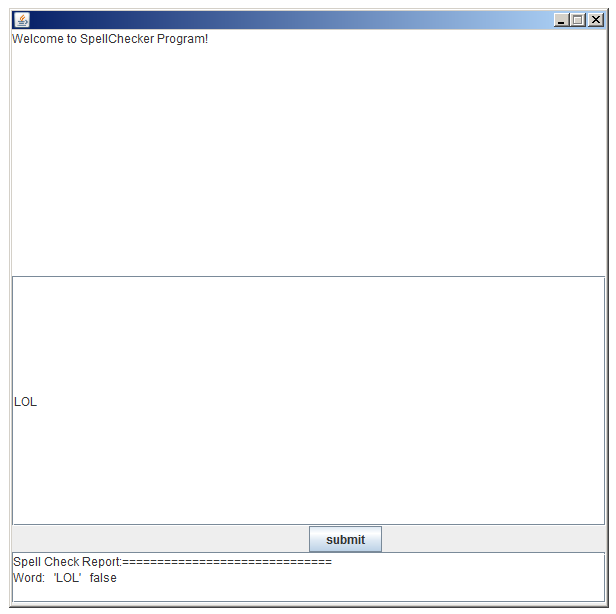 Welcome to SpellChecker Program!
LOL
submit
Spell Check Report:==============================
Word:   'LOL'   false